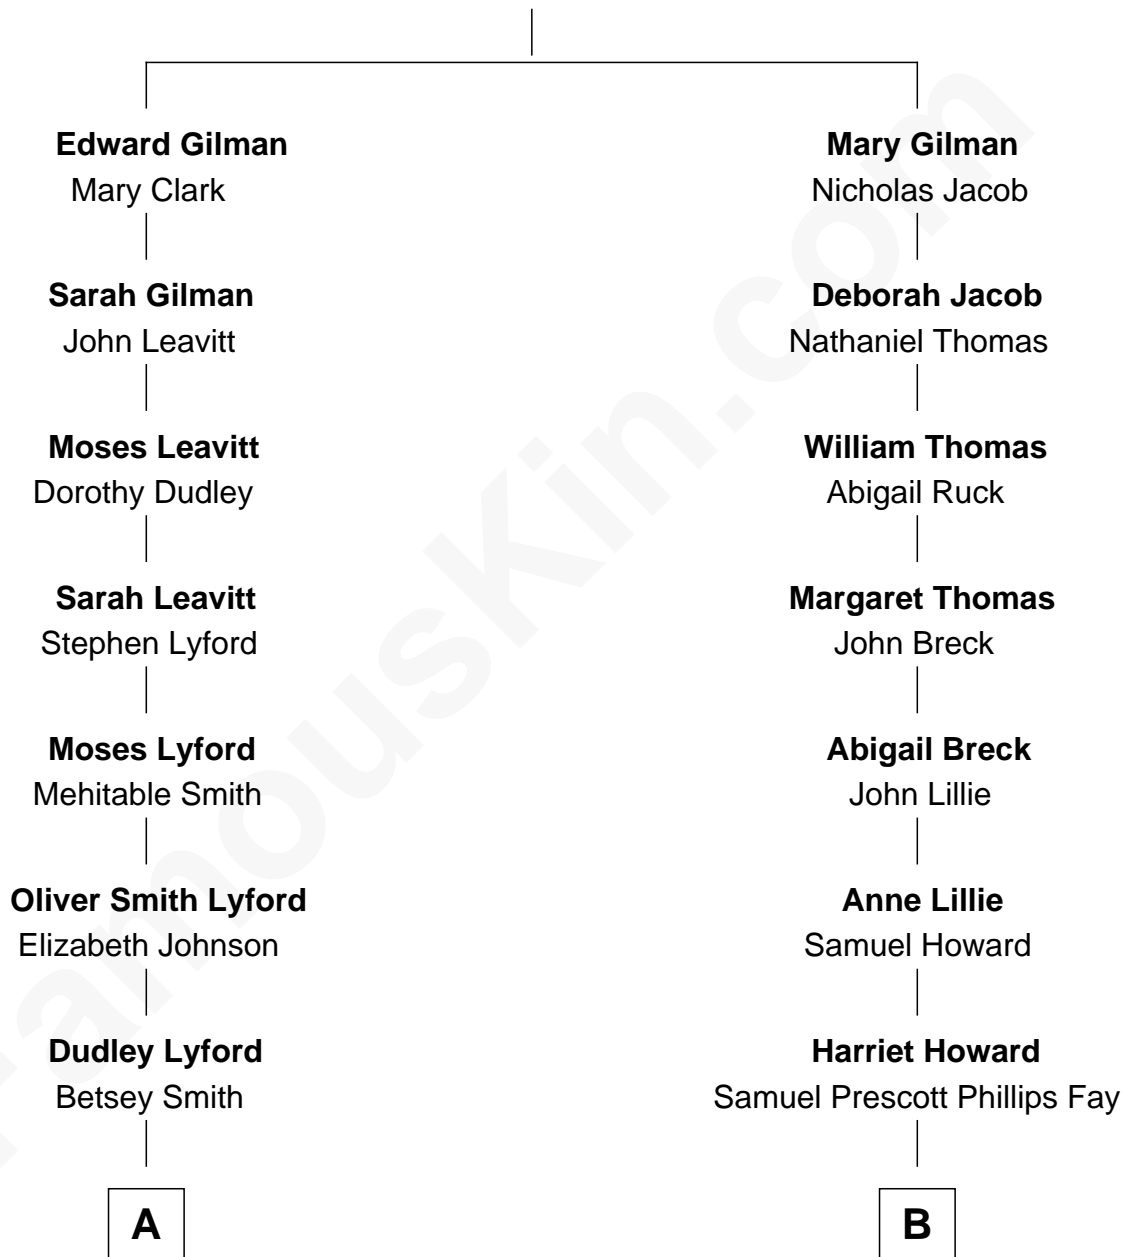 Edward Gilman
Mary Clark
Sarah Gilman
John Leavitt
Moses Leavitt
Dorothy Dudley
Sarah Leavitt
Stephen Lyford
Moses Lyford
Mehitable Smith
Oliver Smith Lyford
Elizabeth Johnson
Dudley Lyford
Betsey Smith
A
Mary Gilman
Nicholas Jacob
Deborah Jacob
Nathaniel Thomas
William Thomas
Abigail Ruck
Margaret Thomas
John Breck
Abigail Breck
John Lillie
Anne Lillie
Samuel Howard
Harriet Howard
Samuel Prescott Phillips Fay
B
FamousKin.com